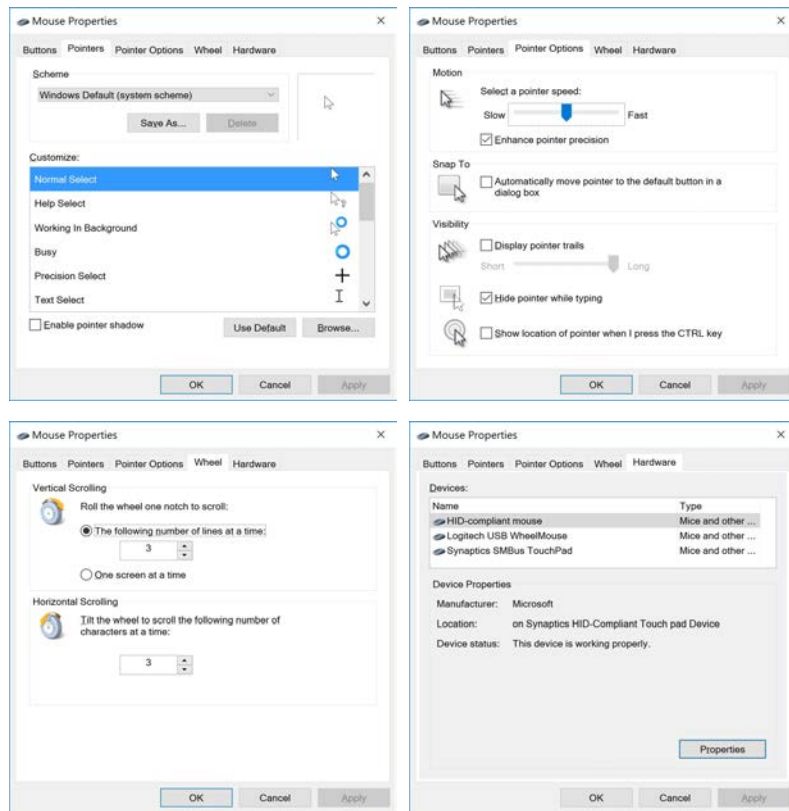 Mouse Properties
Buttons Pointers Pointer Options Wheel Hardware
Scheme
Windows Default (system scheme)
Save As... Delete
Customize:
Normal Select
Help Select
Working In Background
Busy
Precision Select
Text Select
Enable pointer shadow
Use Default Browse...
OK Cancel Apply
Mouse Properties
Buttons Pointers Pointer Options Wheel Hardware
Motion
Select a pointer speed:
Slow Fast
Enhance pointer precision
Snap To
Automatically move pointer to the default button in a
dialog box
Visibility
Display pointer trails
Short Long
Hide pointer while typing
Show location of pointer when I press the CTRL key
OK Cancel Apply
Mouse Properties
Buttons Pointers Pointer Options Wheel Hardware
Vertical Scrolling
Roll the wheel one notch to scroll:
The following number of lines at a time:
3
One screen at a time
Horizontal Scrolling
Tilt the wheel to scroll the following number of
characters at a time:
3
OK Cancel Apply
Mouse Properties
Buttons Pointers Pointer Options Wheel Hardware
Devices:
Name Type
HID-compliant mouse Mice and other ...
Logitech USB WheelMouse Mice and other ...
Synaptics SMBus TouchPad Mice and other ...
Device Properties
Manufacturer: Microsoft
Location: on Synaptics HID-Compliant Touch pad Device
Device status: This device is working properly.
Properties
OK Cancel Apply